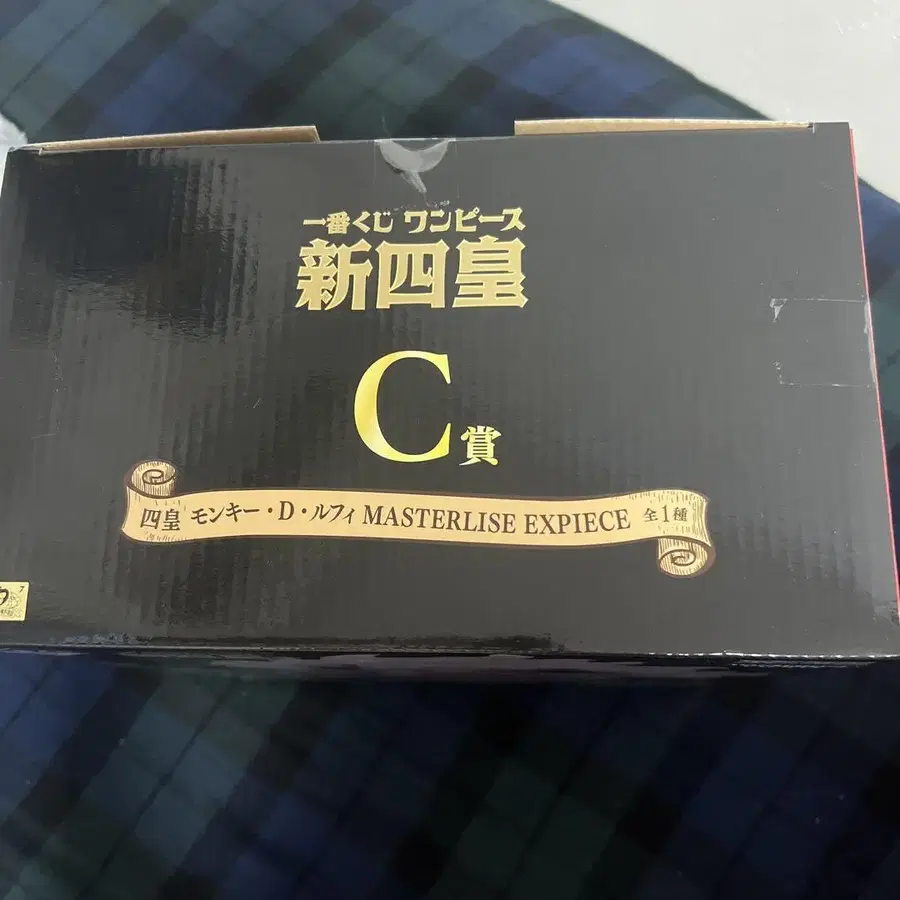 一番くじ ワンピース
新四皇
C賞
四皇 モンキー・D・ルフィ MASTERLISE EXPIECE 全1種